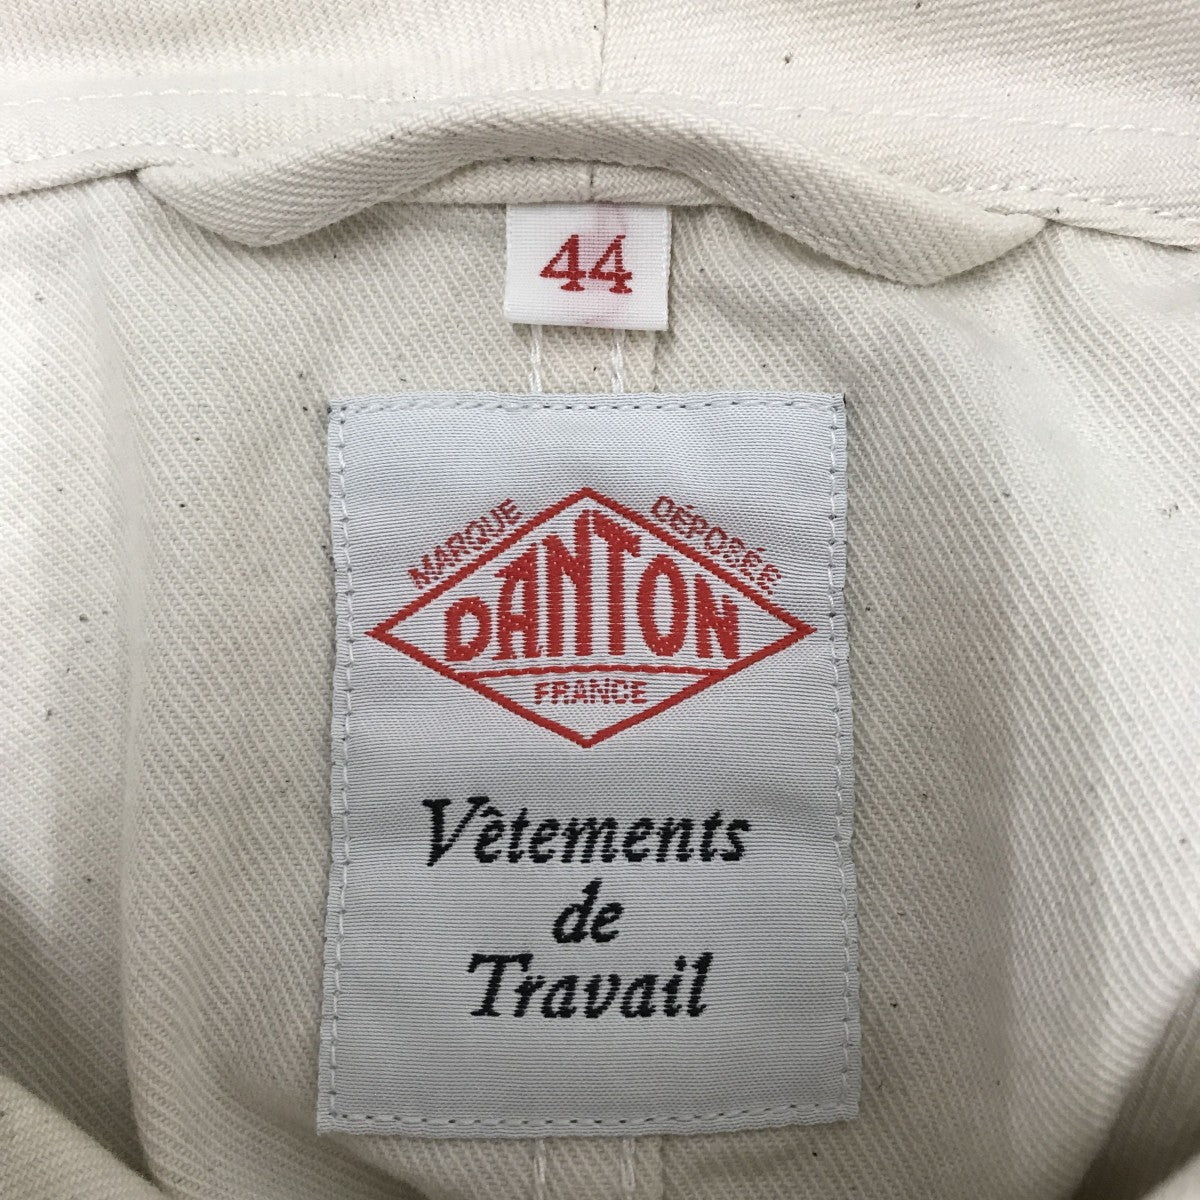 44
MARQUE DÉPOSÉE
DANTON
FRANCE
Vêtements
de
Travail